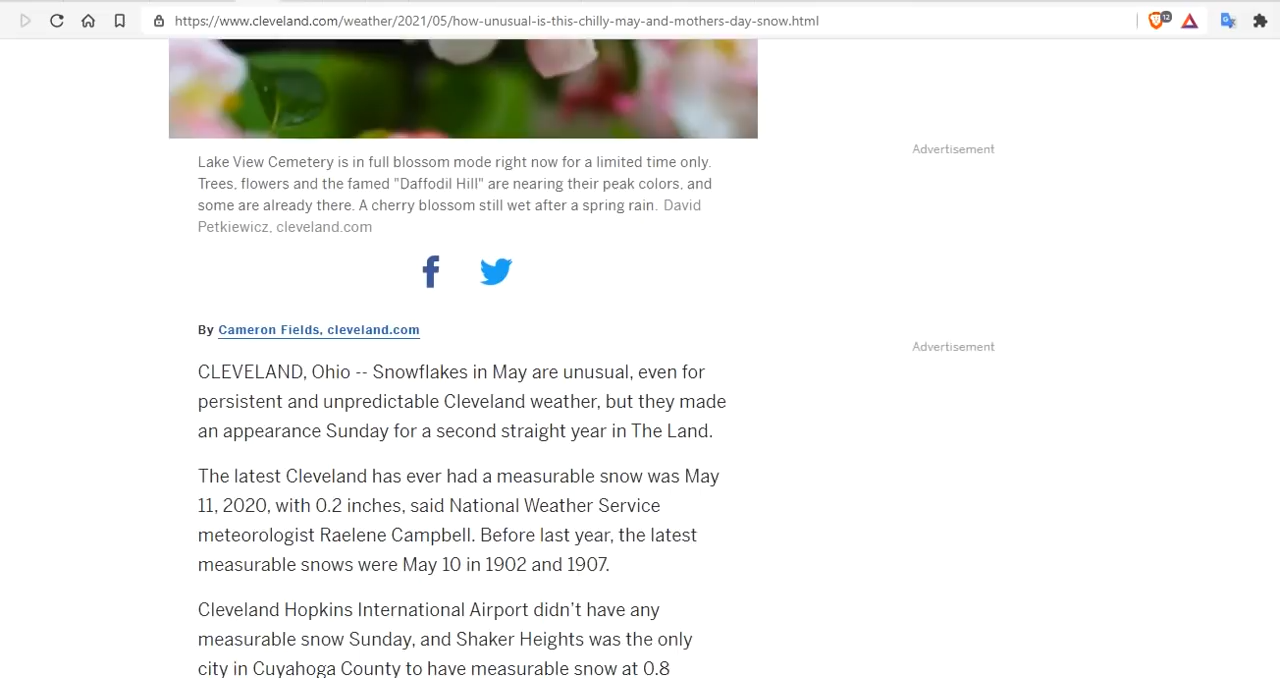 https://www.cleveland.com/weather/2021/05/how-unusual-is-this-chilly-may-and-mothers-day-snow.html
12
Lake View Cemetery is in full blossom mode right now for a limited time only.
Trees, flowers and the famed "Daffodil Hill" are nearing their peak colors, and
some are already there. A cherry blossom still wet after a spring rain. David
Petkiewicz, cleveland.com
Advertisement
By Cameron Fields, cleveland.com
Advertisement
CLEVELAND, Ohio -- Snowflakes in May are unusual, even for
persistent and unpredictable Cleveland weather, but they made
an appearance Sunday for a second straight year in The Land.
The latest Cleveland has ever had a measurable snow was May
11, 2020, with 0.2 inches, said National Weather Service
meteorologist Raelene Campbell. Before last year, the latest
measurable snows were May 10 in 1902 and 1907.
Cleveland Hopkins International Airport didn't have any
measurable snow Sunday, and Shaker Heights was the only
city in Cuyahoga County to have measurable snow at 0.8